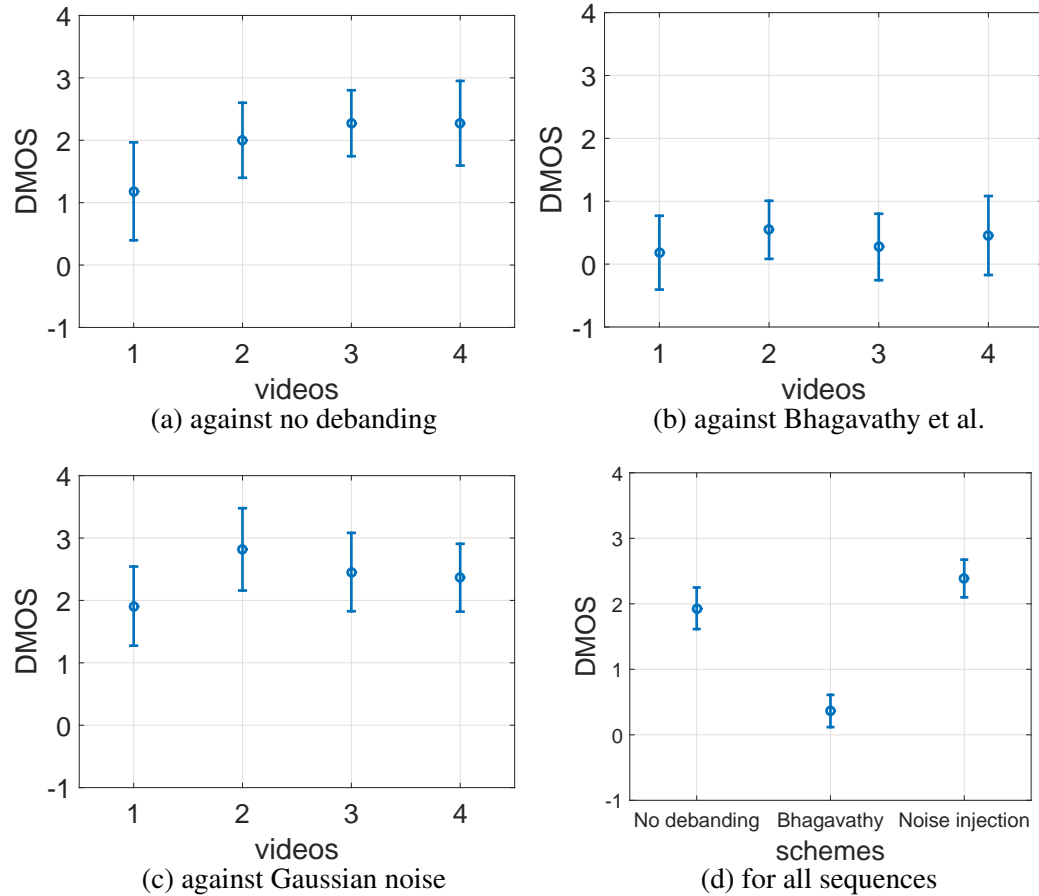 4
3
2
1
0
-1
DMOS
1 2 3 4
videos
(a) against no debanding
4
3
2
1
0
-1
DMOS
1 2 3 4
videos
(b) against Bhagavathy et al.
4
3
2
1
0
-1
DMOS
1 2 3 4
videos
(c) against Gaussian noise
4
3
2
1
0
-1
DMOS
No debanding Bhagavathy Noise injection
schemes
(d) for all sequences